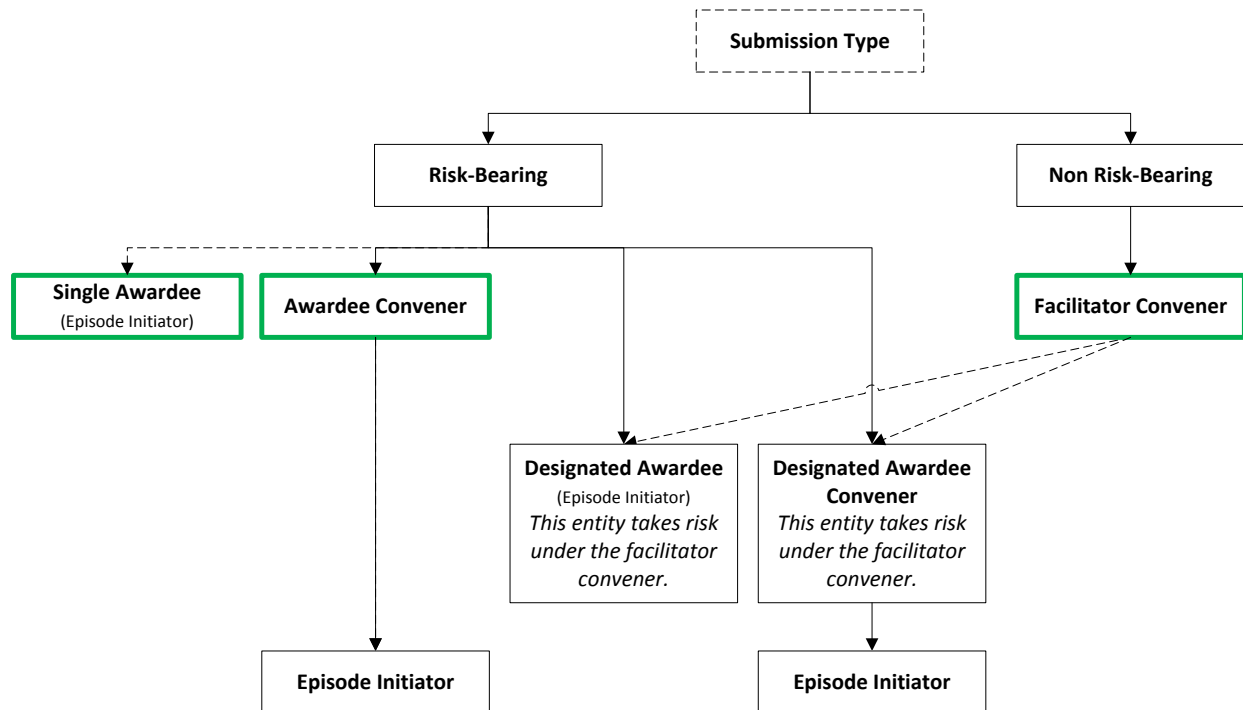 Submission Type
Risk-Bearing
Non Risk-Bearing
Single Awardee
(Episode Initiator)
Awardee Convener
Facilitator Convener
Designated Awardee
(Episode Initiator)
This entity takes risk
under the facilitator
convener.
Designated Awardee
Convener
This entity takes risk
under the facilitator
convener.
Episode Initiator
Episode Initiator